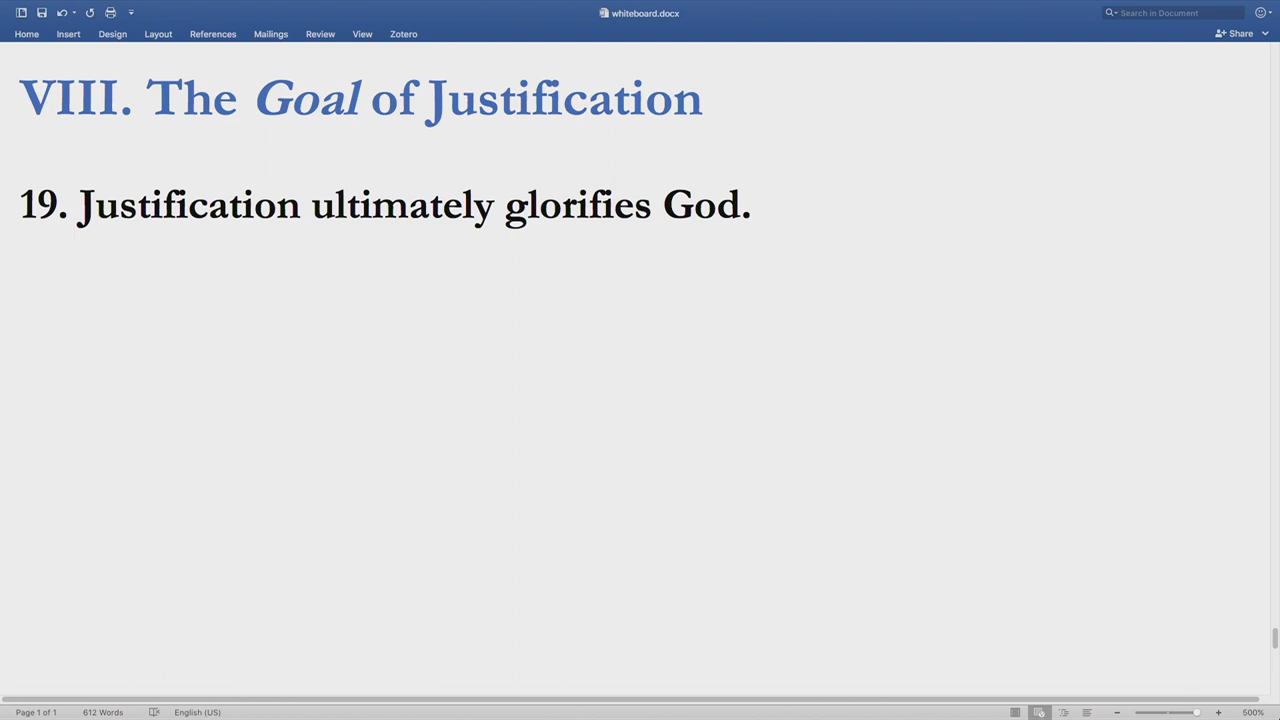 whiteboard.docx
Search in Document
Home Insert Design Layout References Mailings Review View Zotero
Share
VIII. The Goal of Justification
19. Justification ultimately glorifies God.
Page 1 of 1 612 Words English (US) 500%